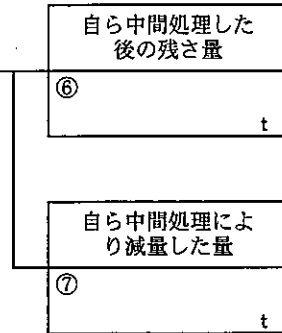 自ら中間処理した
後の残さ量
⑥
t
自ら中間処理によ
り減量した量
⑦
t